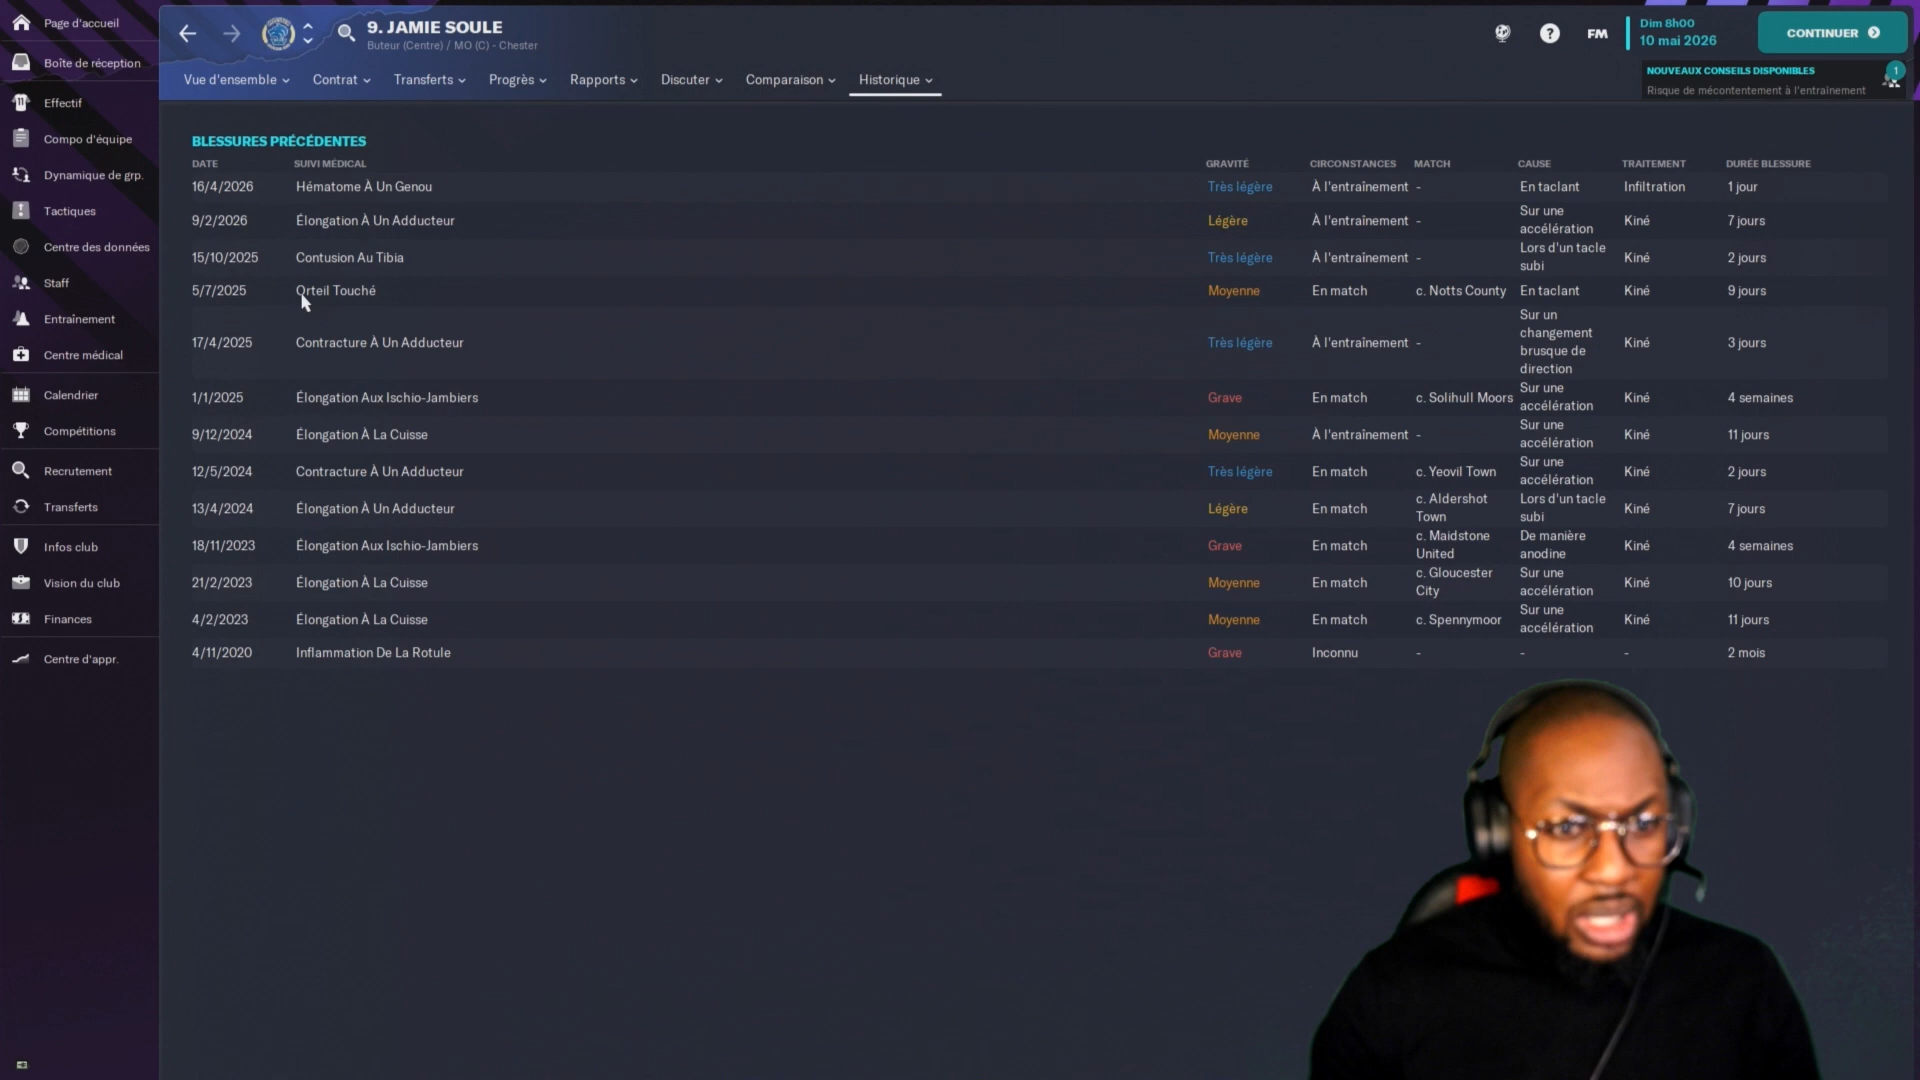 Page d'accueil
Boîte de réception
Effectif
Compo d'équipe
Dynamique de grp.
Tactiques
Centre des données
Staff
Entraînement
Centre médical
Calendrier
Compétitions
Recrutement
Transferts
Infos club
Vision du club
Finances
Centre d'appr.
9. JAMIE SOULE
Buteur (Centre) / MO (C) - Chester
FM
Dim 8h00
10 mai 2026
CONTINUER
Vue d'ensemble Contrat Transferts Progrès Rapports Discuter Comparaison Historique
NOUVEAUX CONSEILS DISPONIBLES
Risque de mécontentement à l'entraînement
1
BLESSURES PRÉCÉDENTES
DATE SUIVI MÉDICAL GRAVITÉ CIRCONSTANCES MATCH CAUSE TRAITEMENT DURÉE BLESSURE
16/4/2026 Hématome À Un Genou Très légère À l'entraînement - En taclant Infiltration 1 jour
9/2/2026 Élongation À Un Adducteur Légère À l'entraînement - Sur une
accélération Kiné 7 jours
15/10/2025 Contusion Au Tibia Très légère À l'entraînement - Lors d'un tacle
subi Kiné 2 jours
5/7/2025 Orteil Touché Moyenne En match c. Notts County En taclant Kiné 9 jours
17/4/2025 Contracture À Un Adducteur Très légère À l'entraînement - Sur un
changement
brusque de
direction Kiné 3 jours
1/1/2025 Élongation Aux Ischio-Jambiers Grave En match c. Solihull Moors Sur une
accélération Kiné 4 semaines
9/12/2024 Élongation À La Cuisse Moyenne À l'entraînement - Sur une
accélération Kiné 11 jours
12/5/2024 Contracture À Un Adducteur Très légère En match c. Yeovil Town Sur une
accélération Kiné 2 jours
13/4/2024 Élongation À Un Adducteur Légère En match c. Aldershot
Town Lors d'un tacle
subi Kiné 7 jours
18/11/2023 Élongation Aux Ischio-Jambiers Grave En match c. Maidstone
United De manière
anodine Kiné 4 semaines
21/2/2023 Élongation À La Cuisse Moyenne En match c. Gloucester
City Sur une
accélération Kiné 10 jours
4/2/2023 Élongation À La Cuisse Moyenne En match c. Spennymoor Sur une
accélération Kiné 11 jours
4/11/2020 Inflammation De La Rotule Grave Inconnu - - - 2 mois